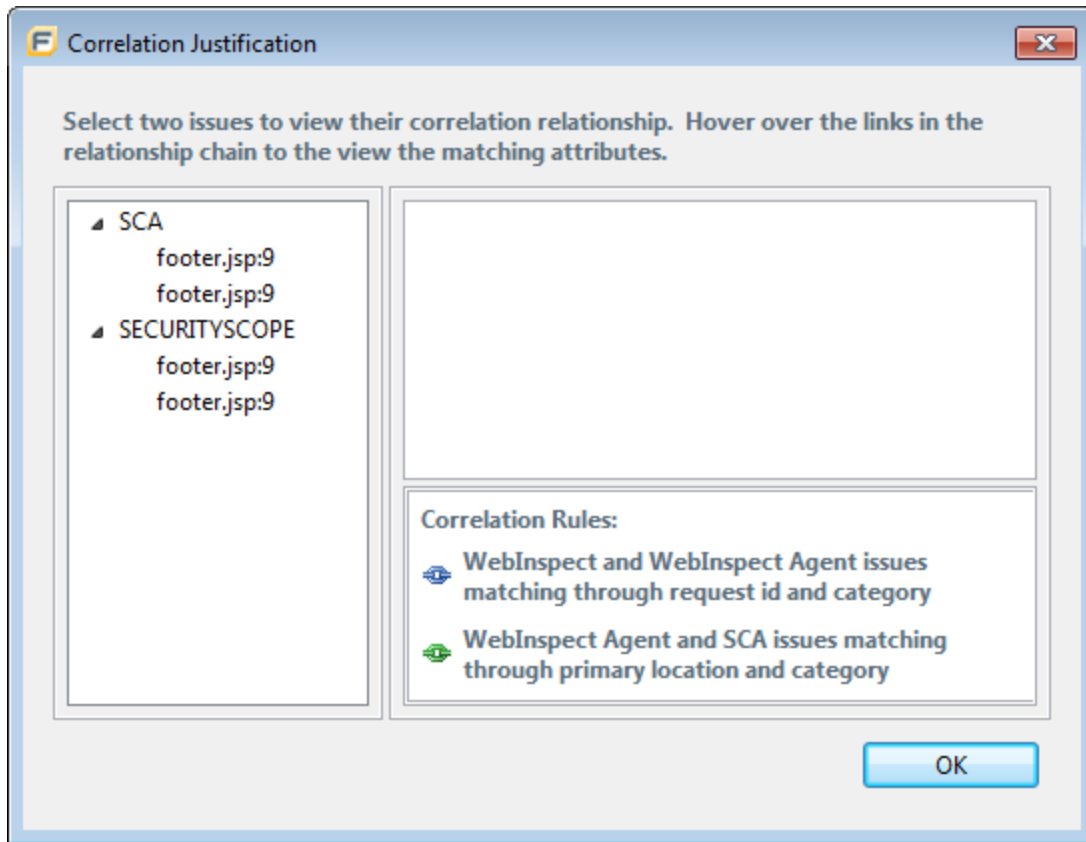 Correlation Justification
Select two issues to view their correlation relationship.  Hover over the links in the
relationship chain to the view the matching attributes.
SCA
footer.jsp:9
footer.jsp:9
SECURITYSCOPE
footer.jsp:9
footer.jsp:9
Correlation Rules:
WebInspect and WebInspect Agent issues
matching through request id and category
WebInspect Agent and SCA issues matching
through primary location and category
OK